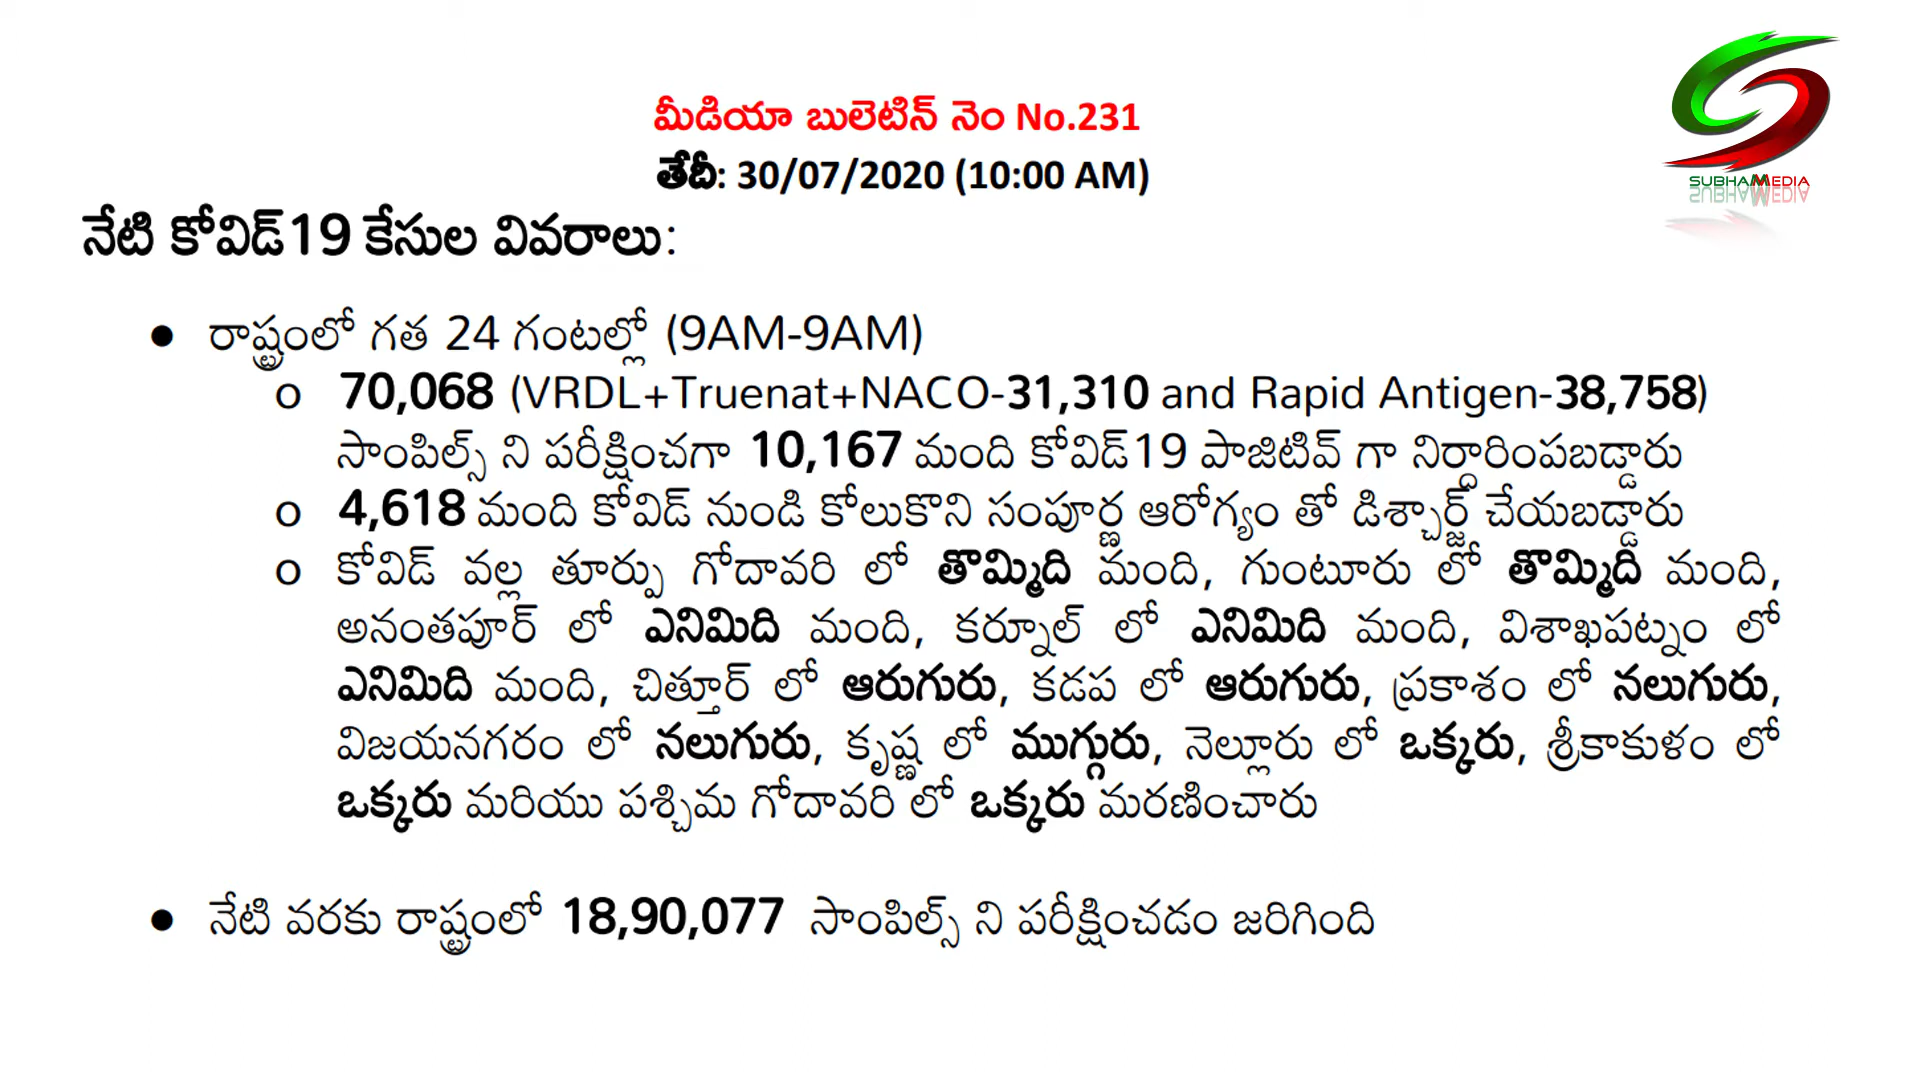 మీడియా బులెటిన్ నెం No.231
తేదీ: 30/07/2020 (10:00 AM)
నేటి కోవిడ్19 కేసుల వివరాలు:
● రాష్ట్రంలో గత 24 గంటల్లో (9AM-9AM)
o 70,068 (VRDL+Truenat+NACO-31,310 and Rapid Antigen-38,758)
సాంపిల్స్ ని పరీక్షించగా 10,167 మంది కోవిడ్19 పాజిటివ్ గా నిర్ధారింపబడ్డారు
o 4,618 మంది కోవిడ్ నుండి కోలుకొని సంపూర్ణ ఆరోగ్యం తో డిశ్చార్జ్ చేయబడ్డారు
o కోవిడ్ వల్ల తూర్పు గోదావరి లో తొమ్మిది మంది, గుంటూరు లో తొమ్మిది మంది,
అనంతపూర్ లో ఎనిమిది మంది, కర్నూల్ లో ఎనిమిది మంది, విశాఖపట్నం లో
ఎనిమిది మంది, చిత్తూర్ లో ఆరుగురు, కడప లో ఆరుగురు, ప్రకాశం లో నలుగురు,
విజయనగరం లో నలుగురు, కృష్ణ లో ముగ్గురు, నెల్లూరు లో ఒక్కరు, శ్రీకాకుళం లో
ఒక్కరు మరియు పశ్చిమ గోదావరి లో ఒక్కరు మరణించారు
● నేటి వరకు రాష్ట్రంలో 18,90,077 సాంపిల్స్ ని పరీక్షించడం జరిగింది
SUBHAMEDIA